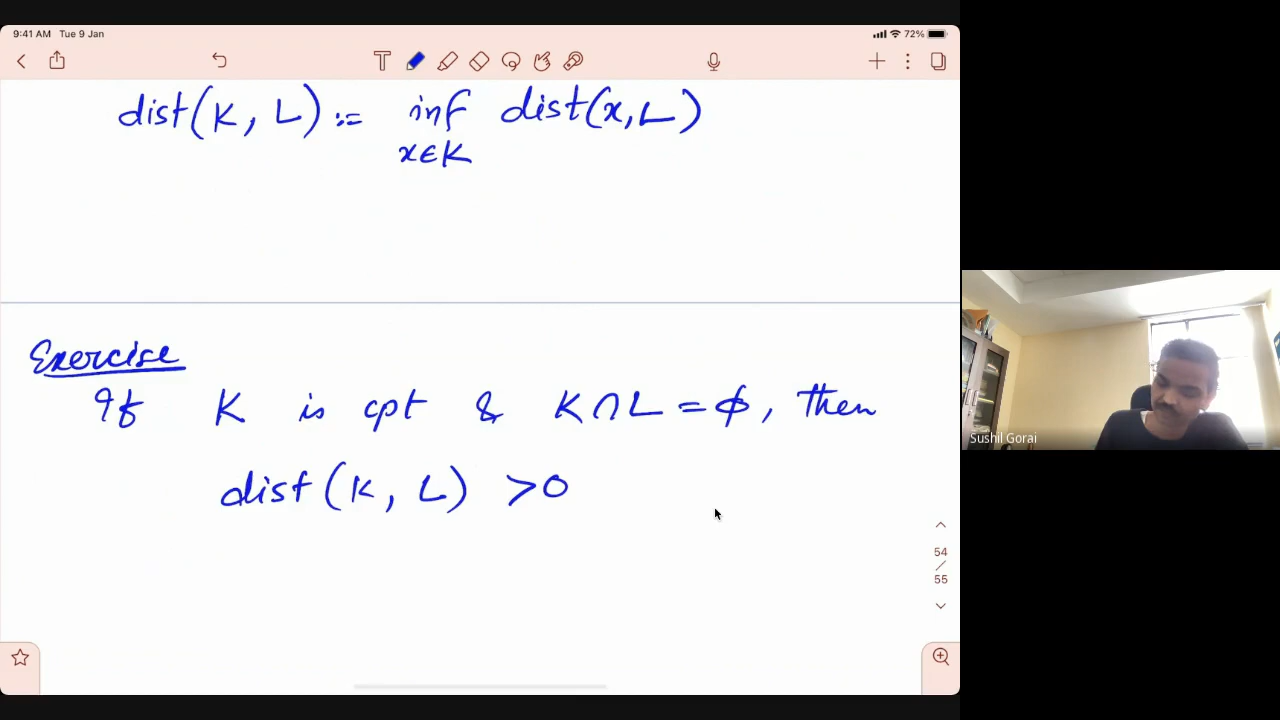 9:41 AM Tue 9 Jan
72%
dist(K, L) := inf dist(x, L)
x∈K
Exercise
If K is cpt & K∩L = ϕ, then
dist(K, L) >0
Sushil Gorai
54
/
55